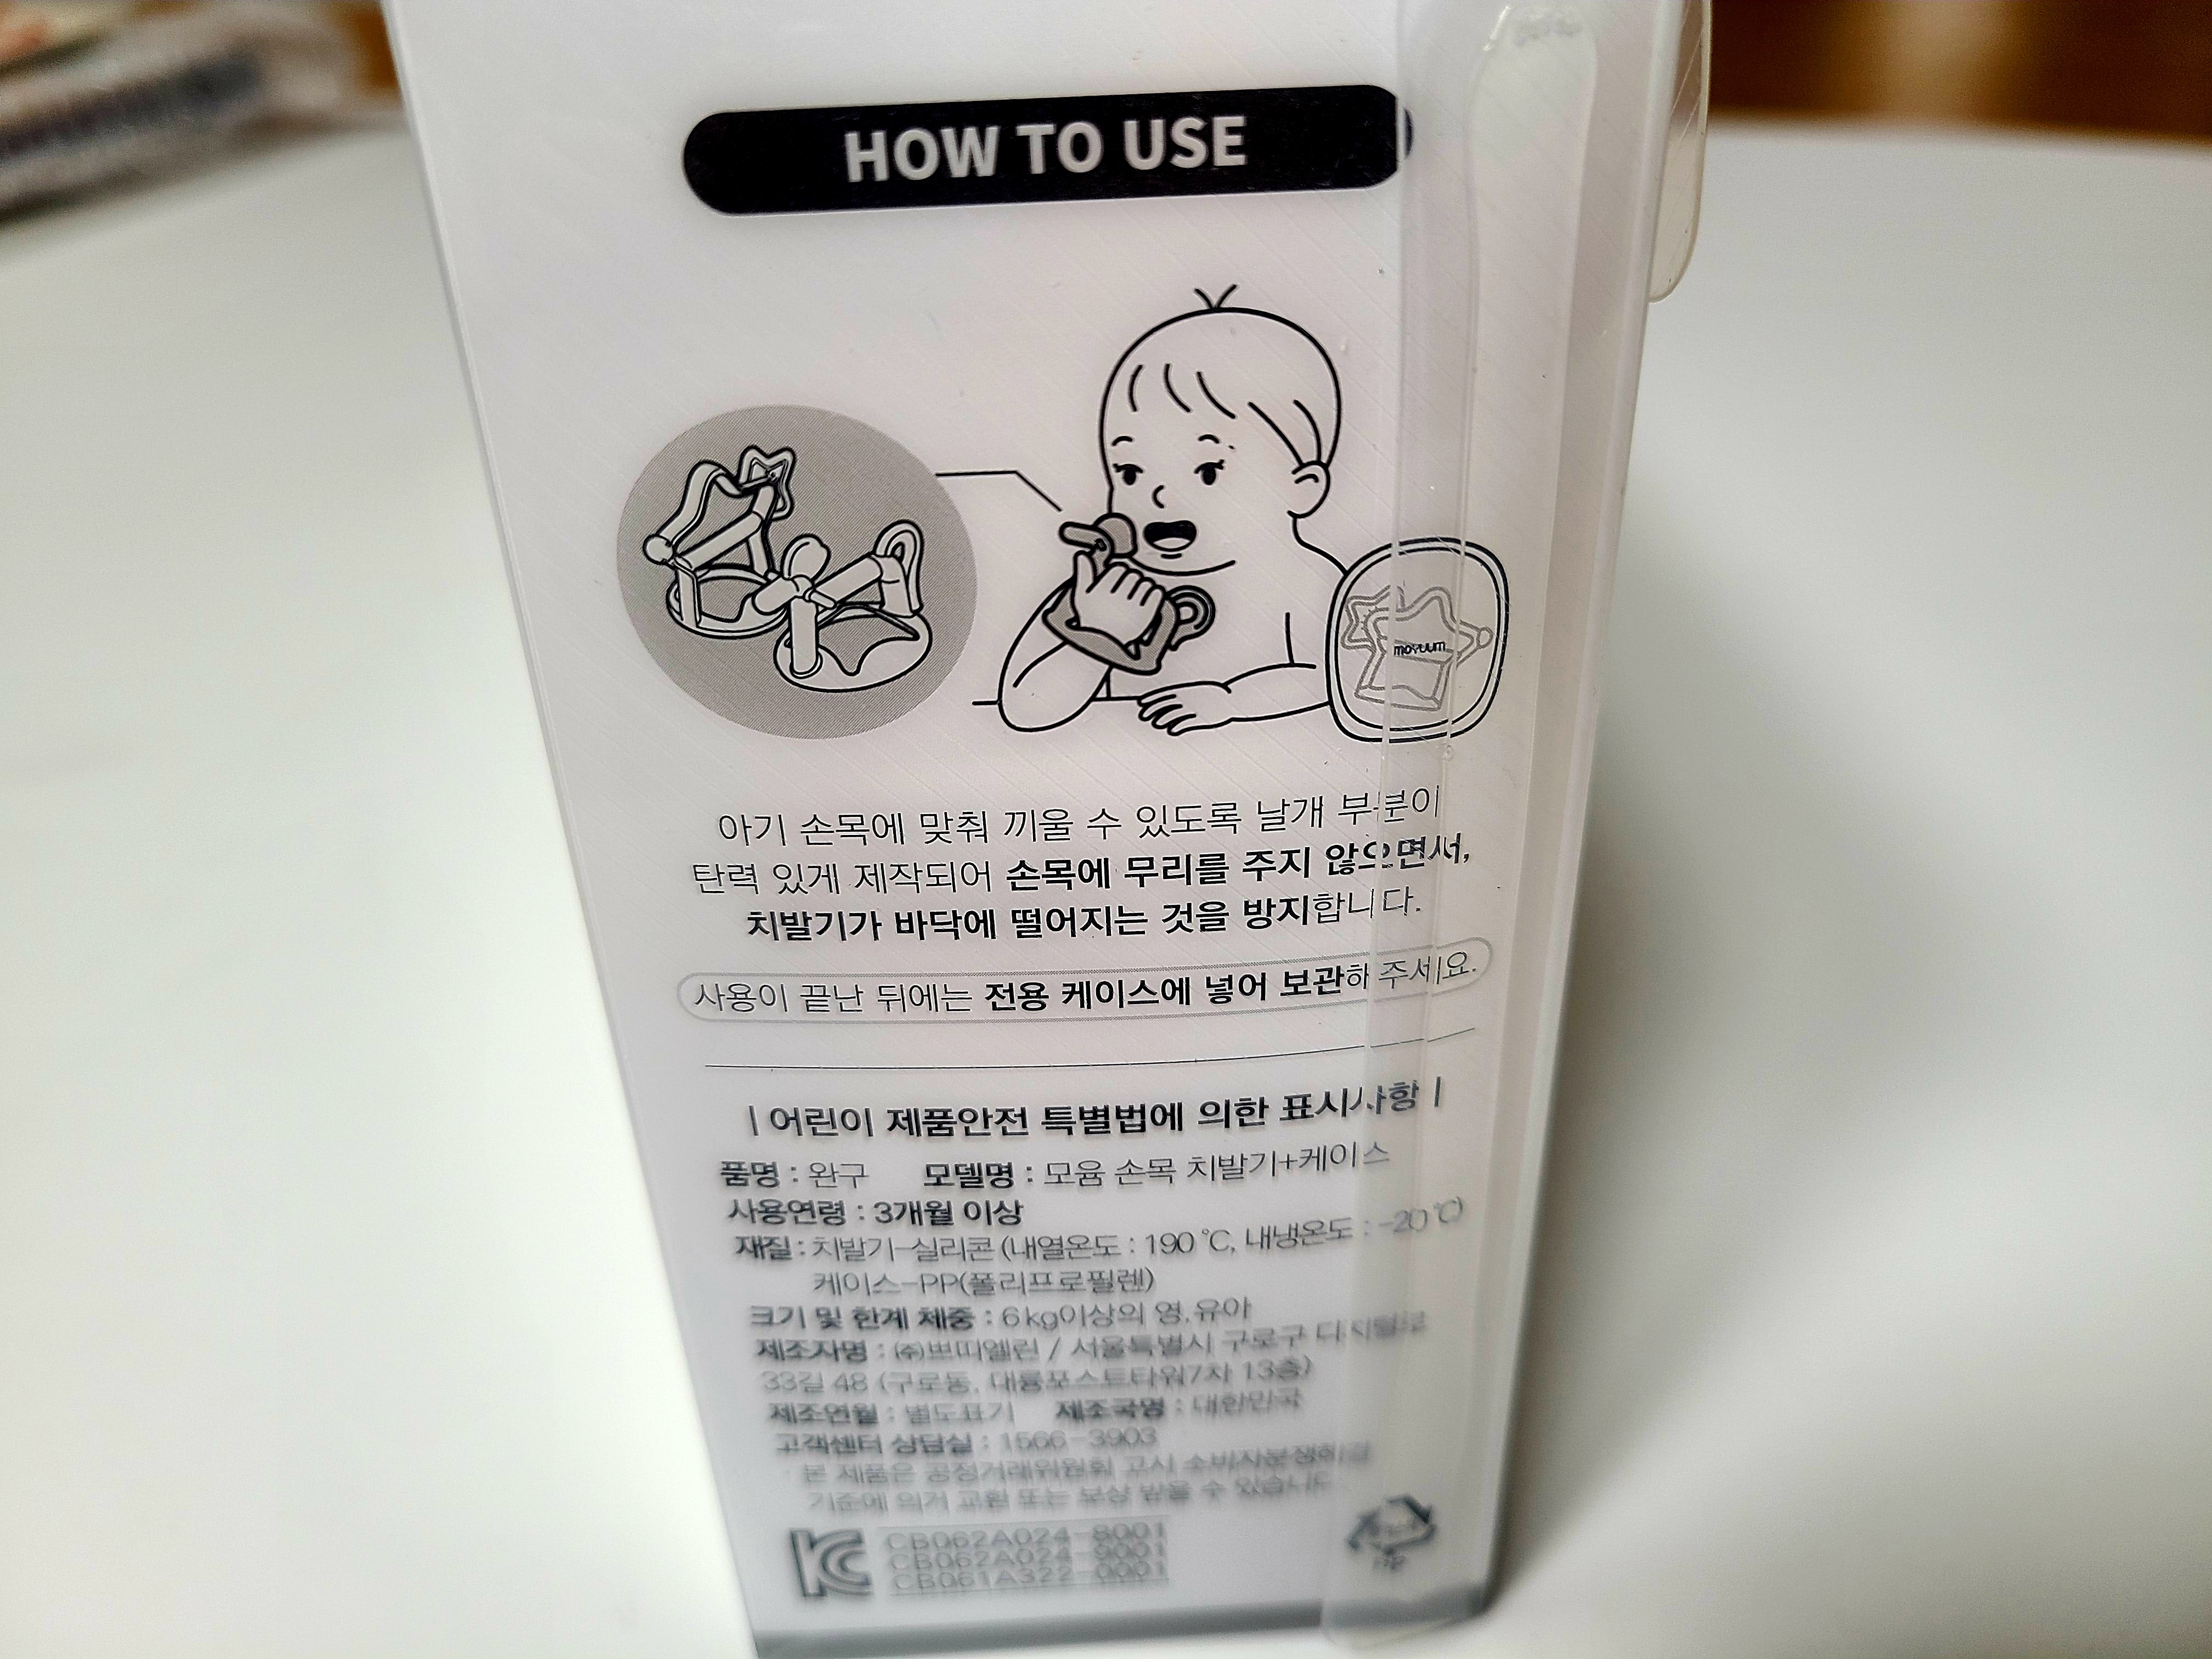 HOW TO USE
moyuum
아기 손목에 맞춰 끼울 수 있도록 날개 부분이
탄력 있게 제작되어 손목에 무리를 주지 않으면서,
치발기가 바닥에 떨어지는 것을 방지합니다.
사용이 끝난 뒤에는 전용 케이스에 넣어 보관해 주세요.
| 어린이 제품안전 특별법에 의한 표시사항 |
품명 : 완구 모델명 : 모윰 손목 치발기+케이스
사용연령 : 3개월 이상
재질 : 치발기-실리콘 (내열온도 : 190 ℃, 내냉온도 : -20℃)
케이스-PP(폴리프로필렌)
크기 및 한계 체중 : 6kg이상의 영.유아
제조자명 : ㈜쁘띠엘린 / 서울특별시 구로구 디지털로
33길 48 (구로동, 대륭포스트타워7차 13층)
제조연월 : 별도표기 제조국명 : 대한민국
고객센터 상담실 : 1566-3903
본 제품은 공정거래위원회 고시 소비자분쟁해결
기준에 의거 교환 또는 보상 받을 수 있습니다.
CB062A024-8001
CB062A024-9001
CB061A322-0001